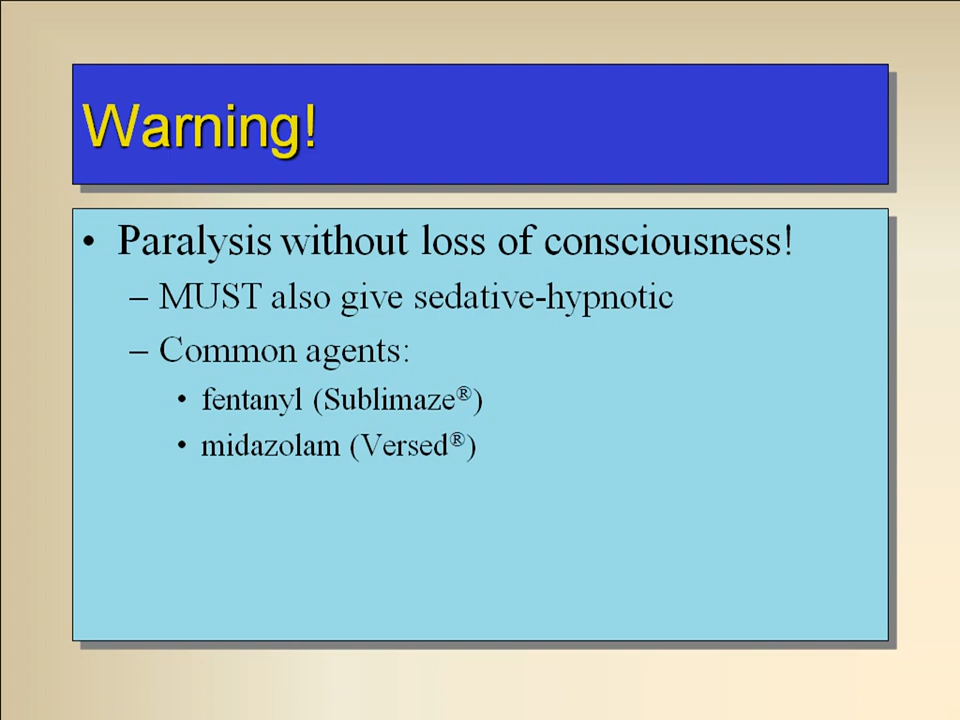 Warning!
• Paralysis without loss of consciousness!
– MUST also give sedative-hypnotic
– Common agents:
• fentanyl (Sublimaze®)
• midazolam (Versed®)